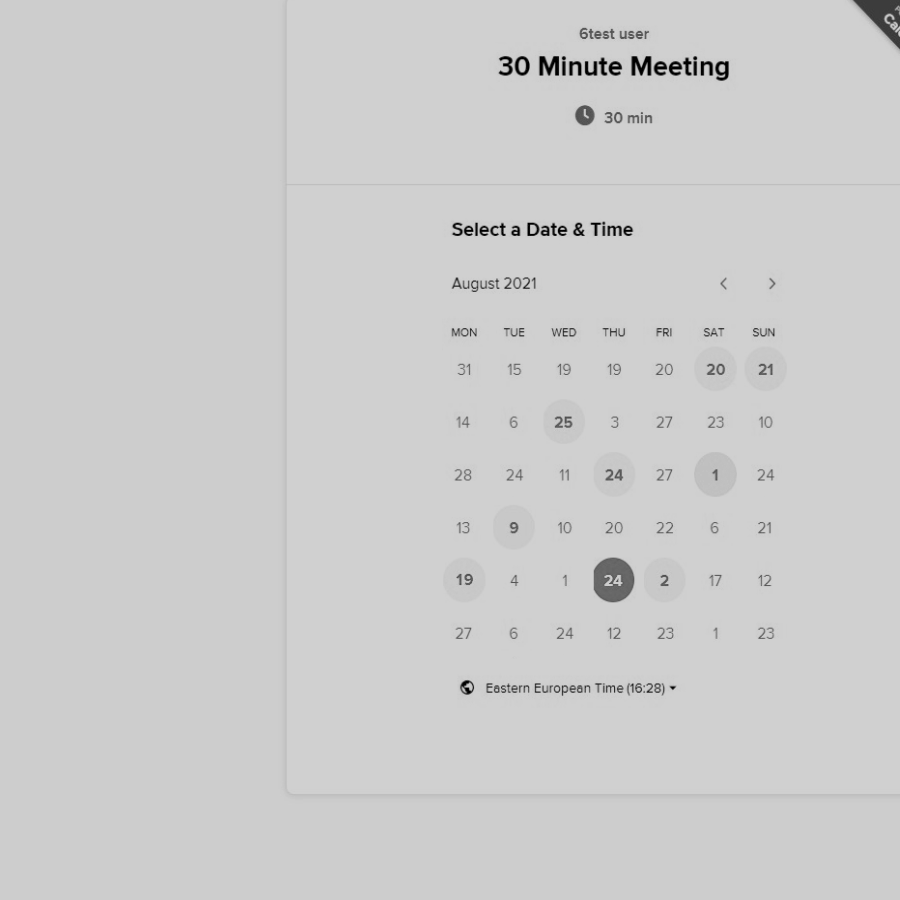 6test user
30 Minute Meeting
30 min
Select a Date & Time
August 2021
MON TUE WED THU FRI SAT SUN
31 15 19 19 20 20 21
14 6 25 3 27 23 10
28 24 11 24 27 1 24
13 9 10 20 22 6 21
19 4 1 24 2 17 12
27 6 24 12 23 1 23
Eastern European Time (16:28)